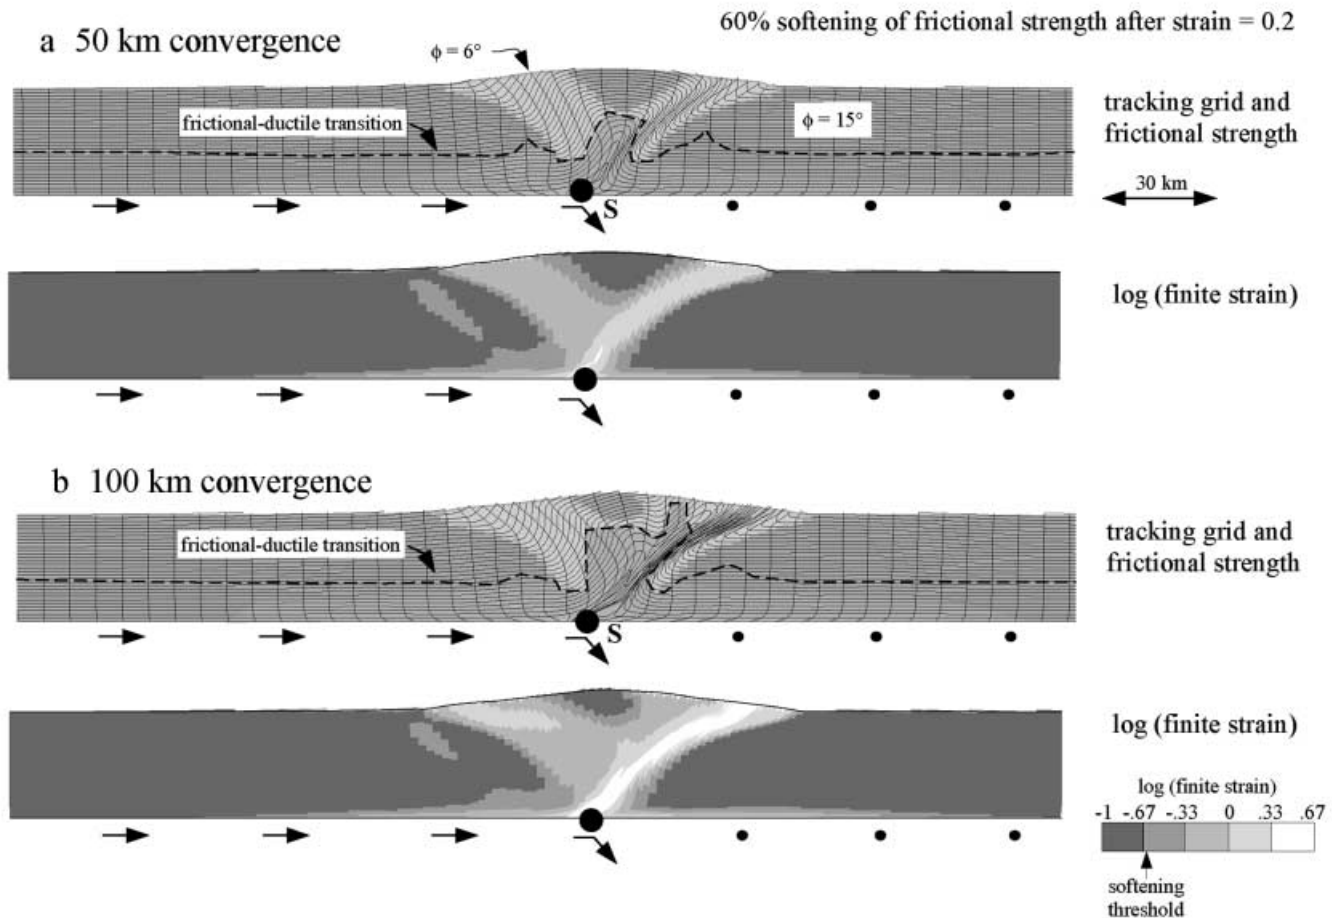 60% softening of frictional strength after strain = 0.2
a 50 km convergence
ϕ = 6°
frictional-ductile transition
ϕ = 15°
tracking grid and
frictional strength
30 km
S
log (finite strain)
b 100 km convergence
frictional-ductile transition
tracking grid and
frictional strength
S
log (finite strain)
log (finite strain)
-1 -.67 -.33 0 .33 .67
softening
threshold